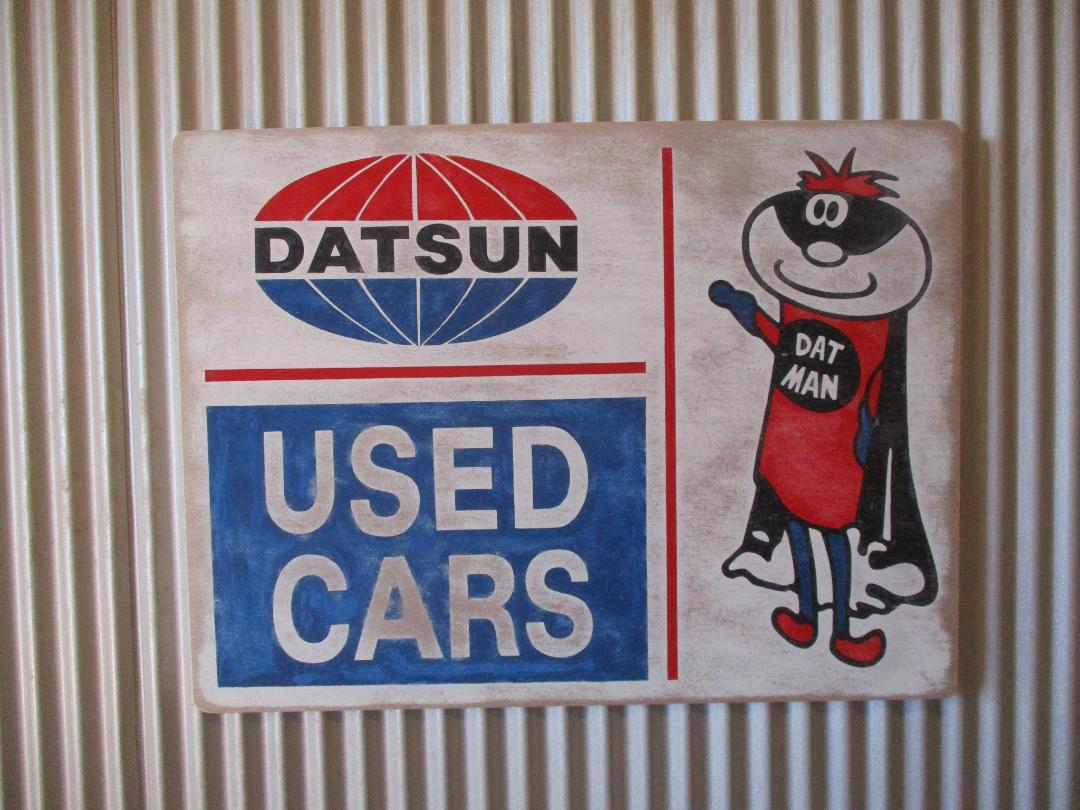 DATSUN
USED
CARS
DAT
MAN